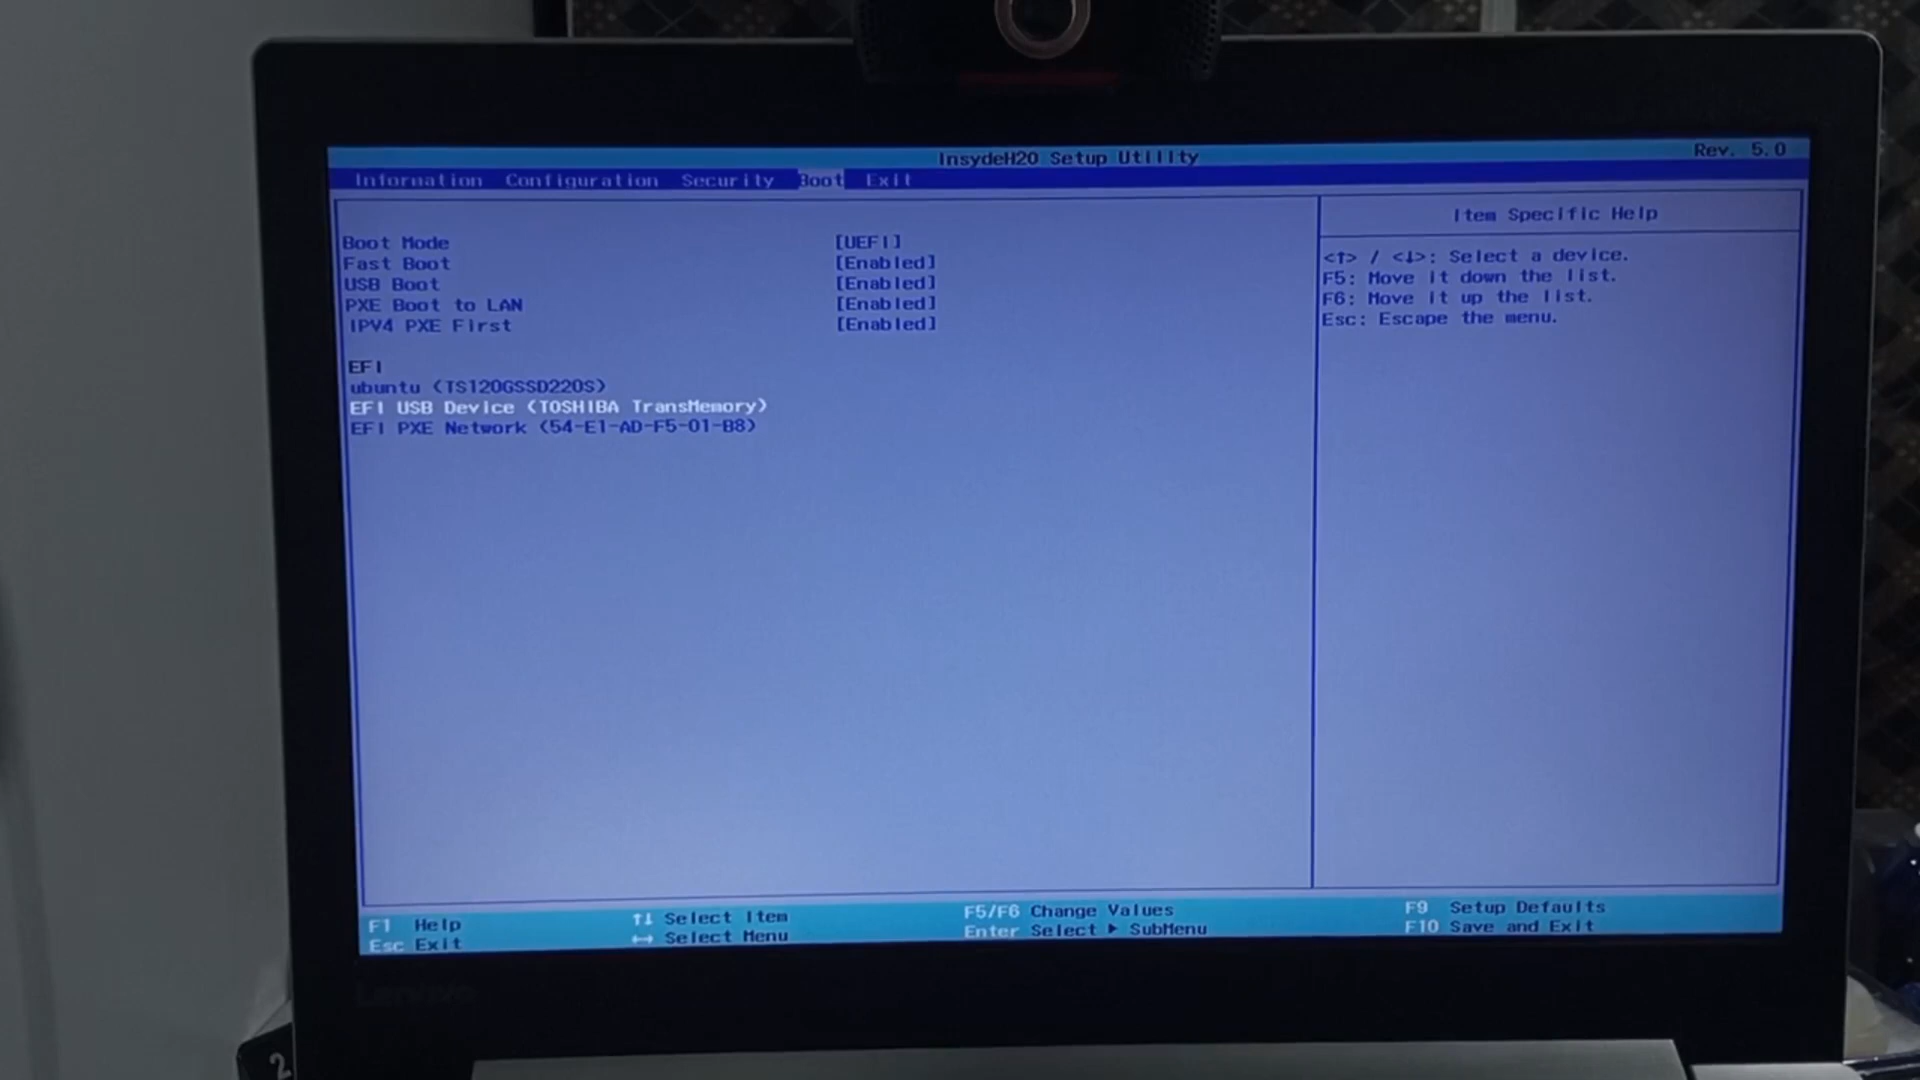 InsydeH20 Setup Utility
Rev. 5.0
Information Configuration Security Boot Exit
Item Specific Help
Boot Mode [UEFI]
Fast Boot [Enabled]
USB Boot [Enabled]
PXE Boot to LAN [Enabled]
IPV4 PXE First [Enabled]
EFI
ubuntu (TS120GSSD220S)
EFI USB Device (TOSHIBA TransMemory)
EFI PXE Network (54-E1-AD-F5-01-B8)
<↑> / <↓>: Select a device.
F5: Move it down the list.
F6: Move it up the list.
Esc: Escape the menu.
F1 Help ↑↓ Select Item F5/F6 Change Values F9 Setup Defaults
Esc Exit ↔ Select Menu Enter Select ▶ SubMenu F10 Save and Exit
Lenovo
2